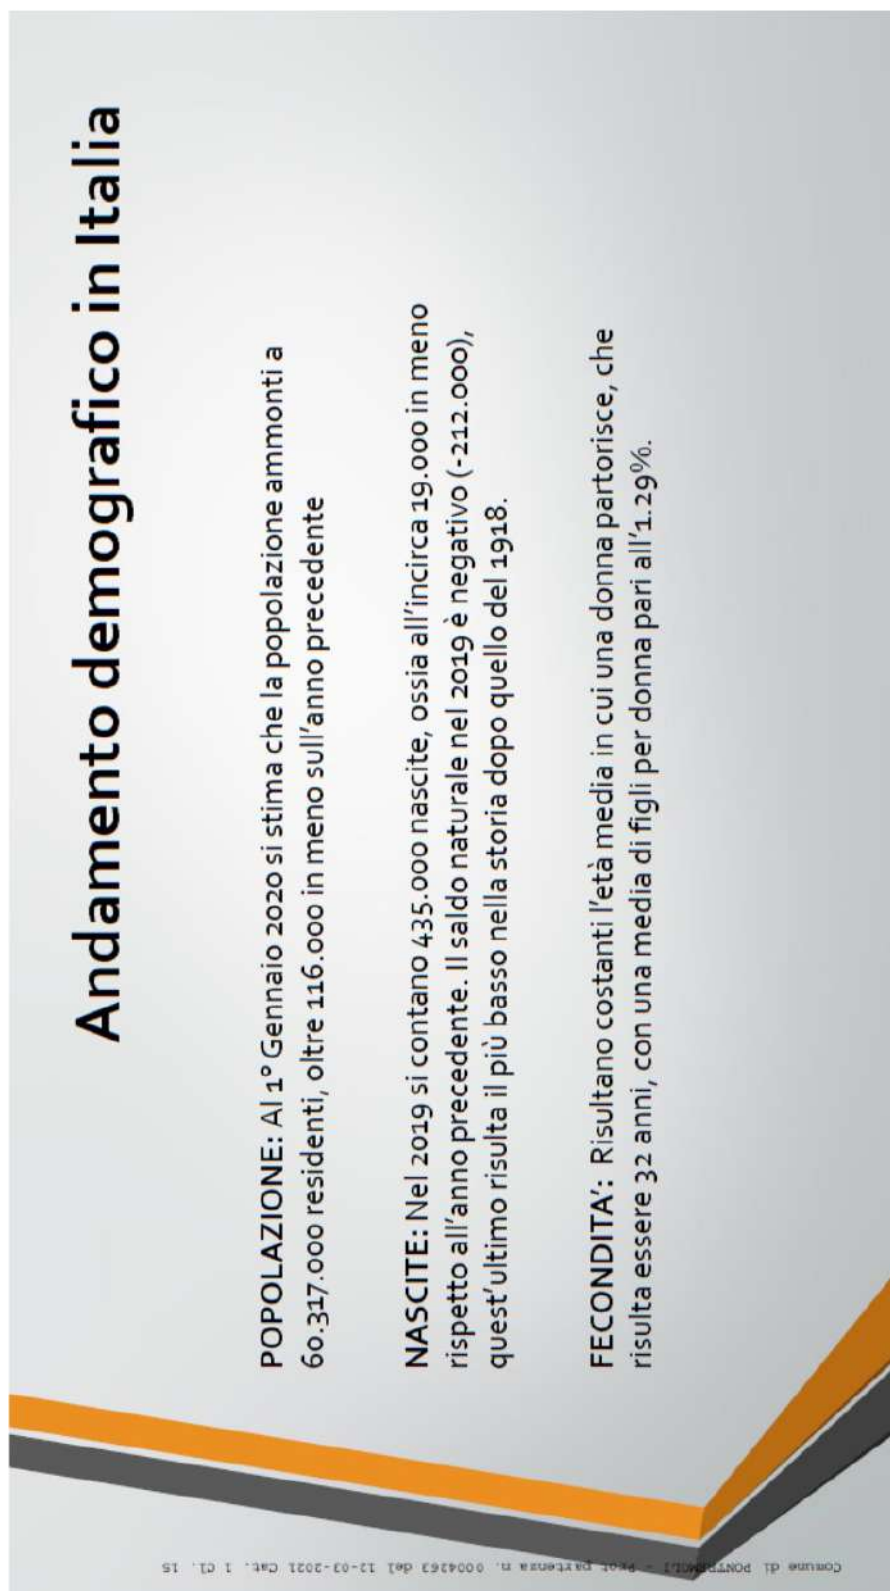 Andamento demografico in Italia
POPOLAZIONE: Al 1° Gennaio 2020 si stima che la popolazione ammonti a
60.317.000 residenti, oltre 116.000 in meno sull'anno precedente
NASCITE: Nel 2019 si contano 435.000 nascite, ossia all'incirca 19.000 in meno
rispetto all'anno precedente. Il saldo naturale nel 2019 è negativo (-212.000),
quest'ultimo risulta il più basso nella storia dopo quello del 1918.
FECONDITA': Risultano costanti l'età media in cui una donna partorisce, che
risulta essere 32 anni, con una media di figli per donna pari all'1.29%.
Comune di PONTREMOLI - Prot partenza n. 0004263 del 12-03-2021 Cat. 1 Cl. 15